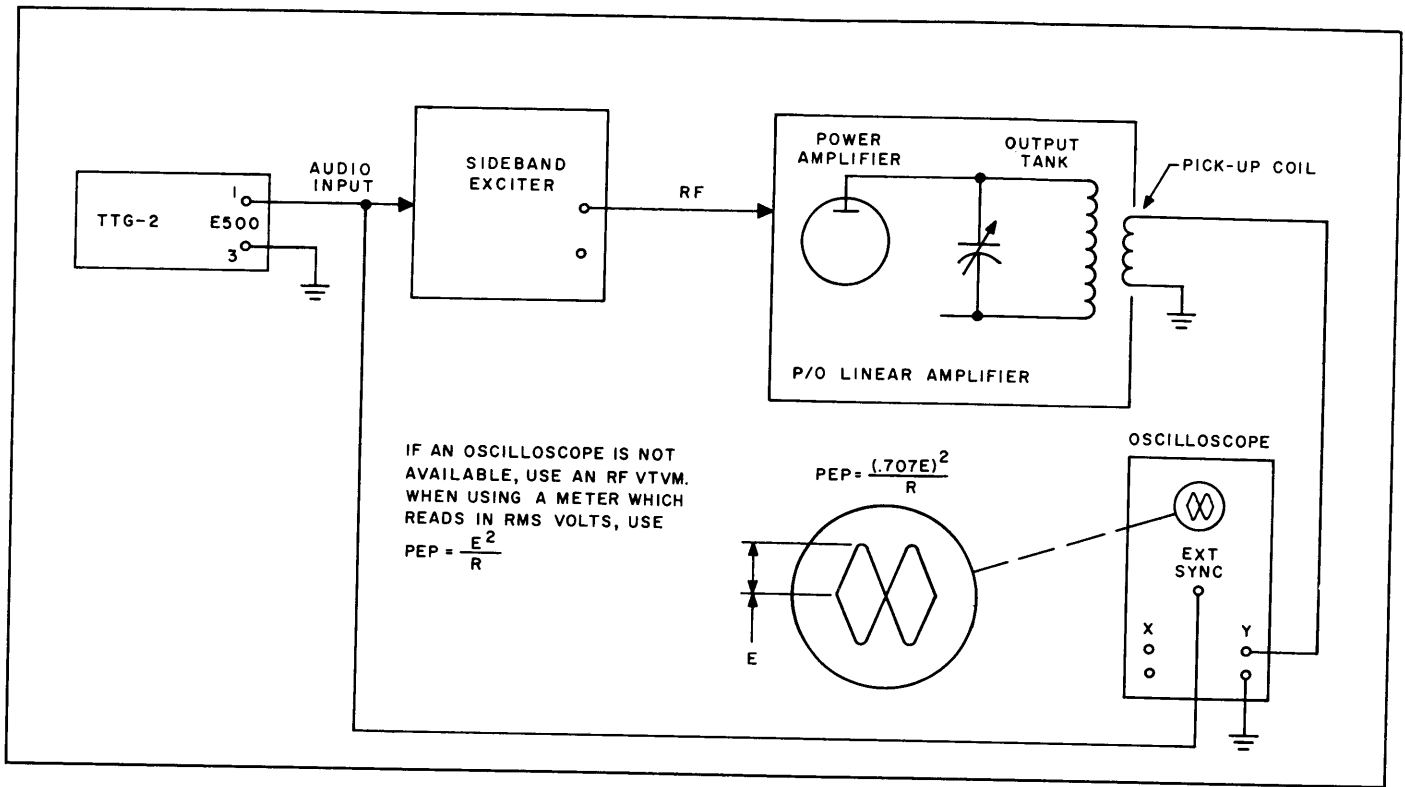 TTG-2
1
E500
3
AUDIO
INPUT
SIDEBAND
EXCITER
RF
POWER
AMPLIFIER
OUTPUT
TANK
PICK-UP COIL
P/O LINEAR AMPLIFIER
IF AN OSCILLOSCOPE IS NOT
AVAILABLE, USE AN RF VTVM.
WHEN USING A METER WHICH
READS IN RMS VOLTS, USE
PEP = E²/R
PEP = (.707E)²/R
E
OSCILLOSCOPE
EXT
SYNC
X
Y